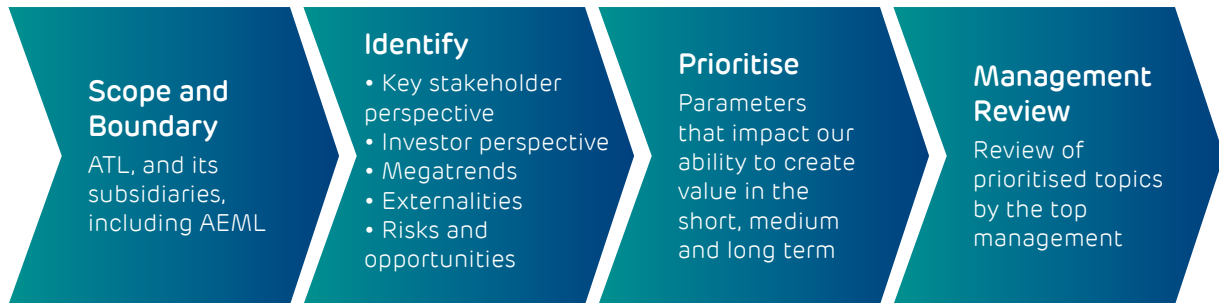 Scope and
Boundary
ATL, and its
subsidiaries,
including AEML
Identify
• Key stakeholder
perspective
• Investor perspective
• Megatrends
• Externalities
• Risks and
opportunities
Prioritise
Parameters
that impact our
ability to create
value in the
short, medium
and long term
Management
Review
Review of
prioritised topics
by the top
management